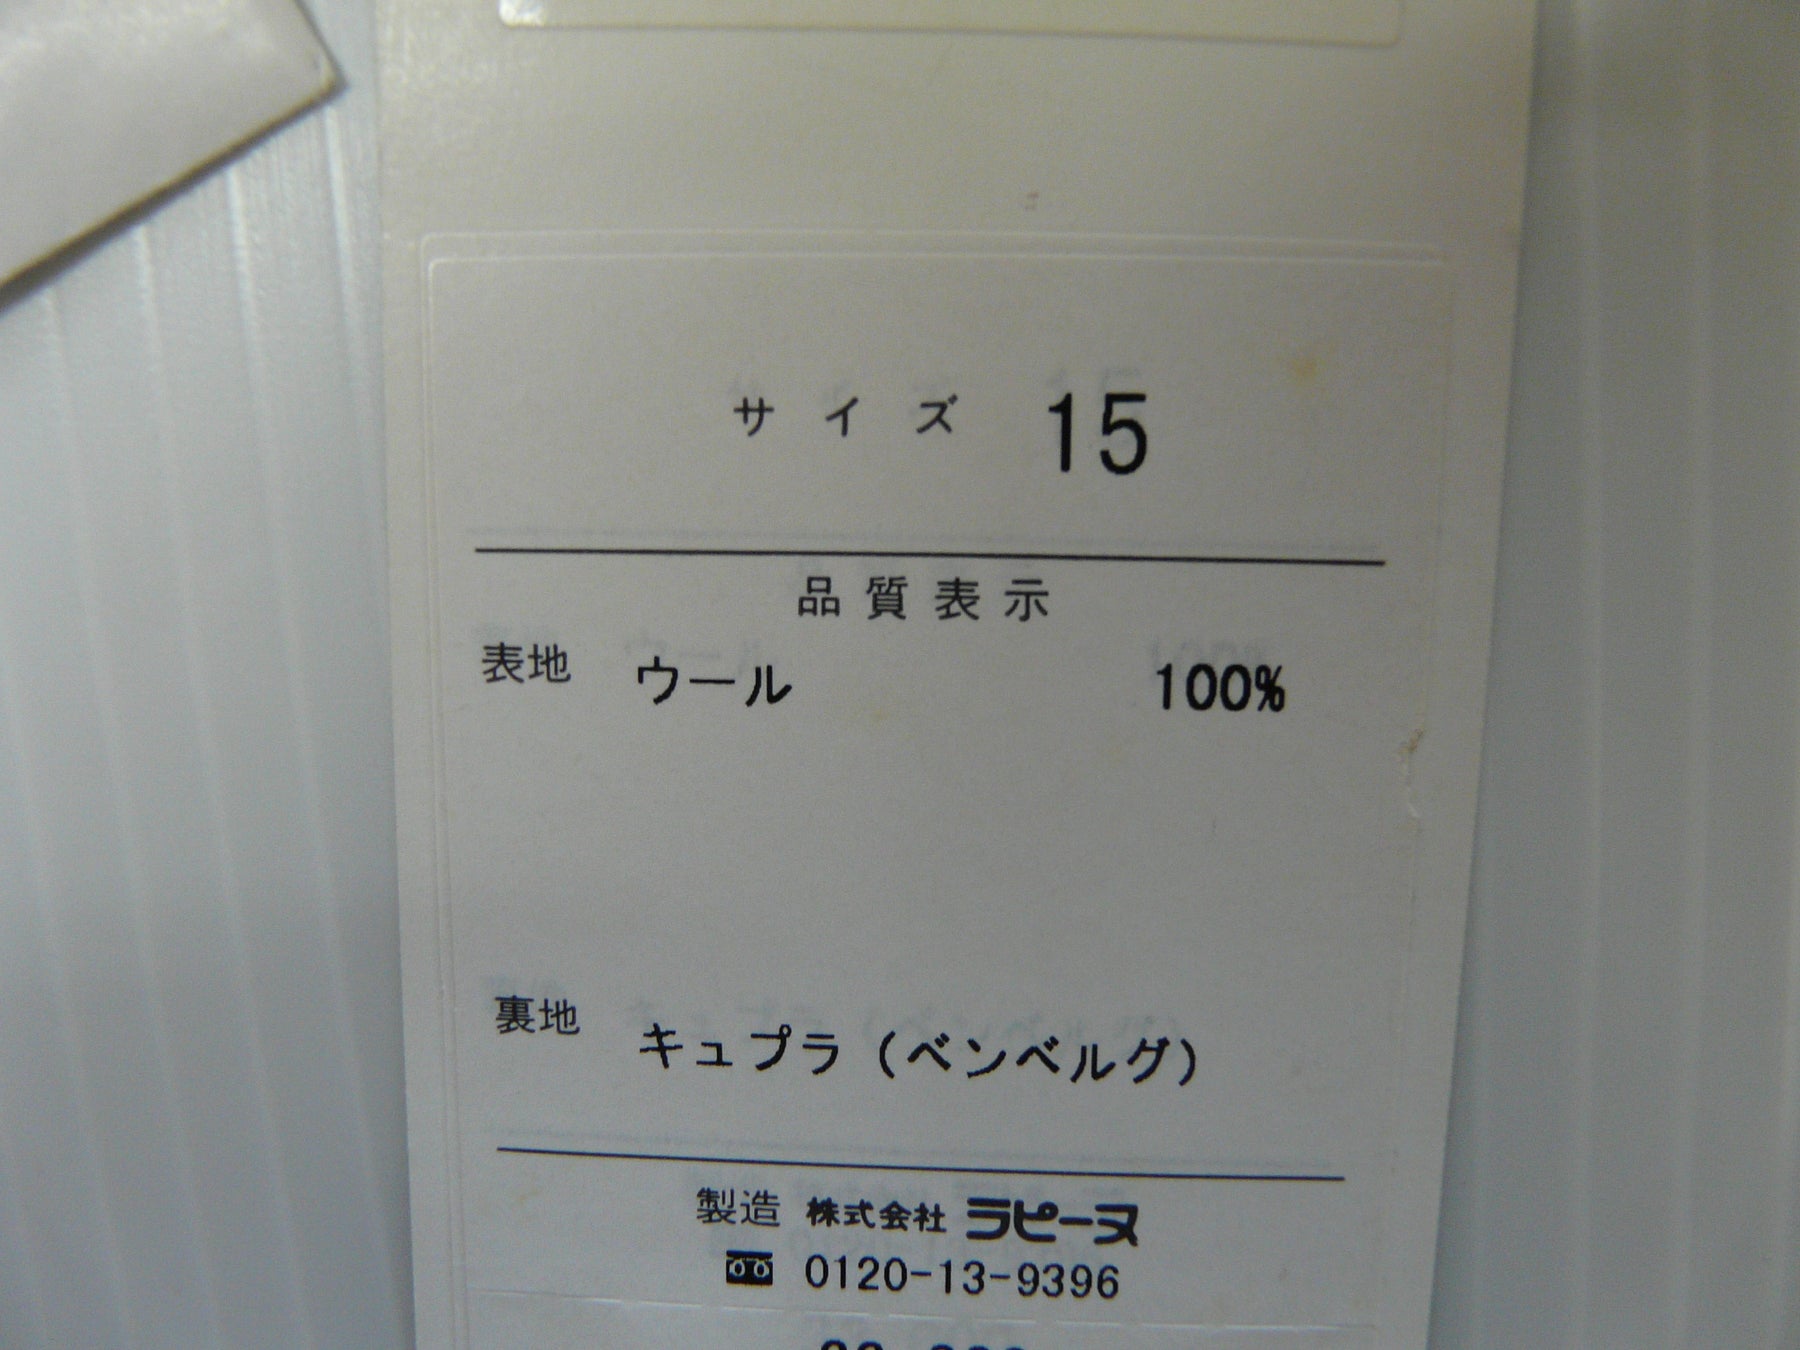 サイズ 15
品質表示
表地 ウール 100%
裏地 キュプラ(ベンベルグ)
製造 株式会社 ラピーヌ
0120-13-9396